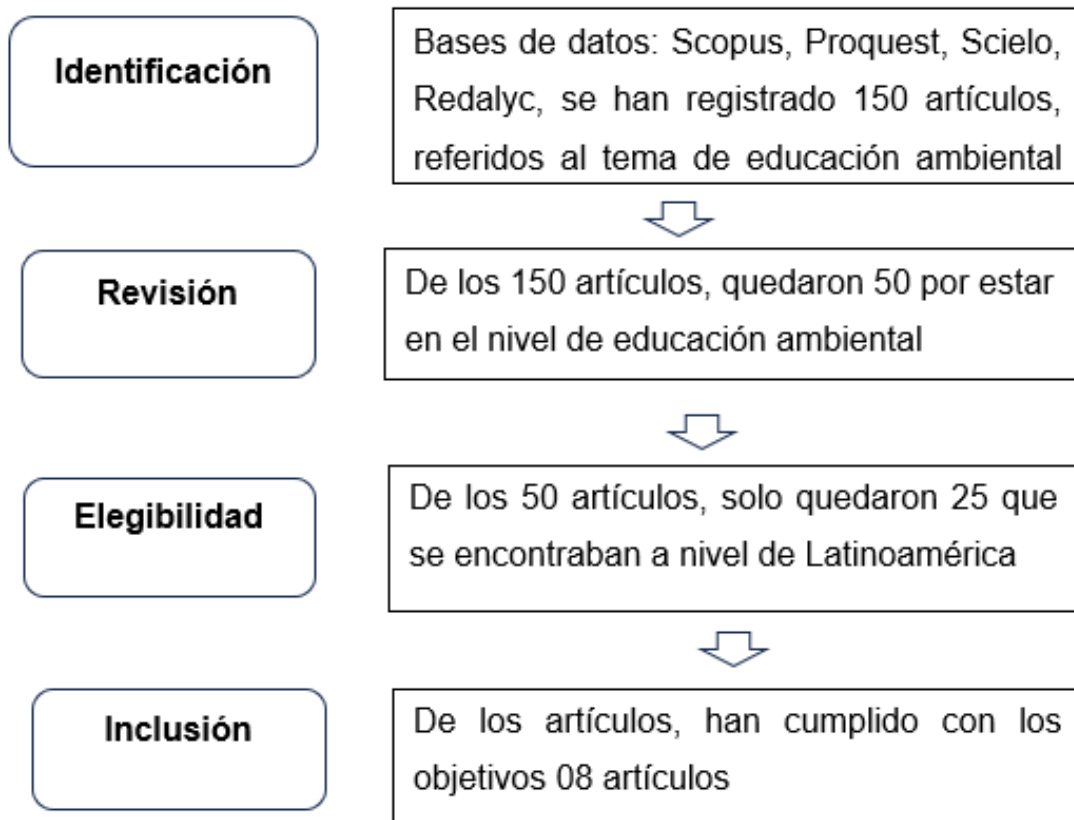 Identificación
Bases de datos: Scopus, Proquest, Scielo,
Redalyc, se han registrado 150 artículos,
referidos al tema de educación ambiental
Revisión
De los 150 artículos, quedaron 50 por estar
en el nivel de educación ambiental
Elegibilidad
De los 50 artículos, solo quedaron 25 que
se encontraban a nivel de Latinoamérica
Inclusión
De los artículos, han cumplido con los
objetivos 08 artículos